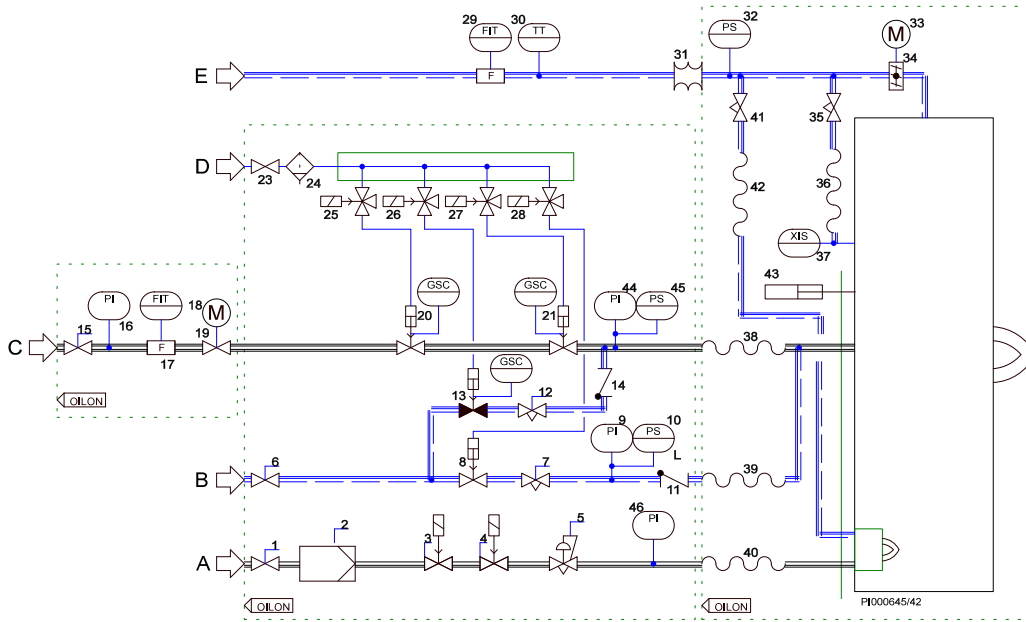 29 30 32 33
FIT TT PS M
31 34
E F
41 35
D
23 24
25 26 27 28
42 36
XIS
37
43
GSC GSC
20 21
44 45
PI PS
18
PI FIT M
15 16 19
C F
17
38
GSC
13 12 14
OILON
9 10
PI PS
L
6 8 7
B
11 39
46
PI
1 2 3 4 5
A
40
OILON OILON
PI000645/42